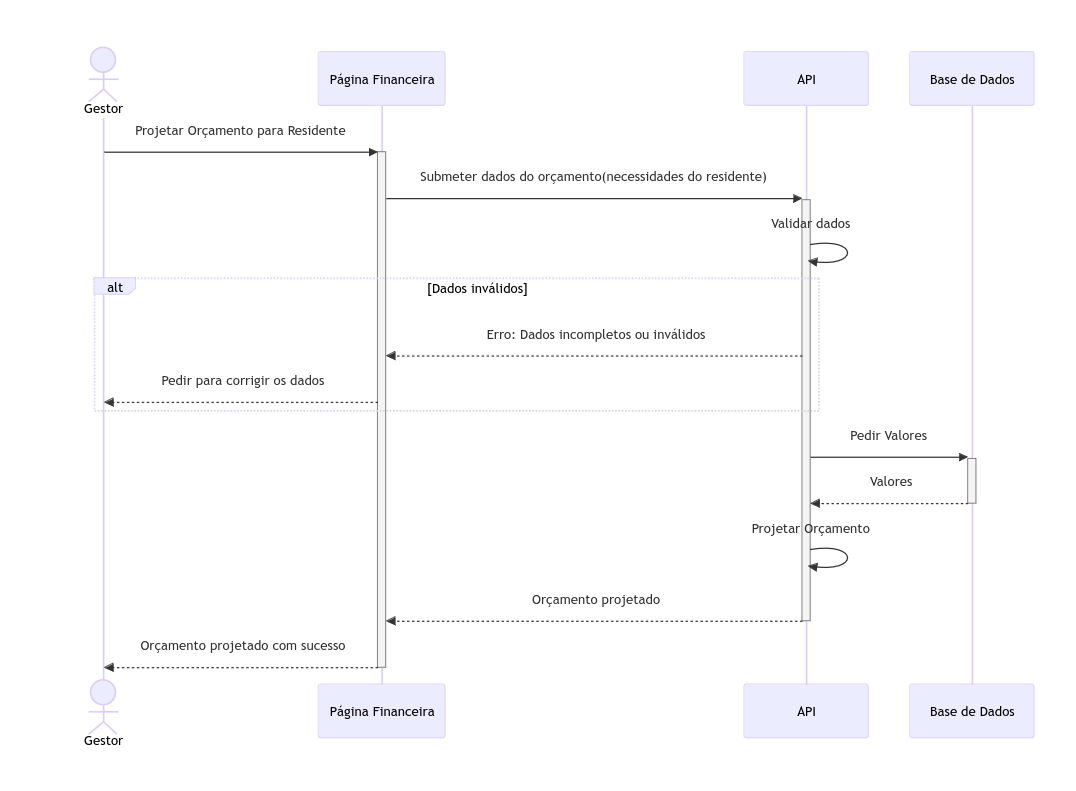 Gestor
Página Financeira
API
Base de Dados
Projetar Orçamento para Residente
Submeter dados do orçamento(necessidades do residente)
Validar dados
alt
[Dados inválidos]
Erro: Dados incompletos ou inválidos
Pedir para corrigir os dados
Pedir Valores
Valores
Projetar Orçamento
Orçamento projetado
Orçamento projetado com sucesso
Gestor
Página Financeira
API
Base de Dados